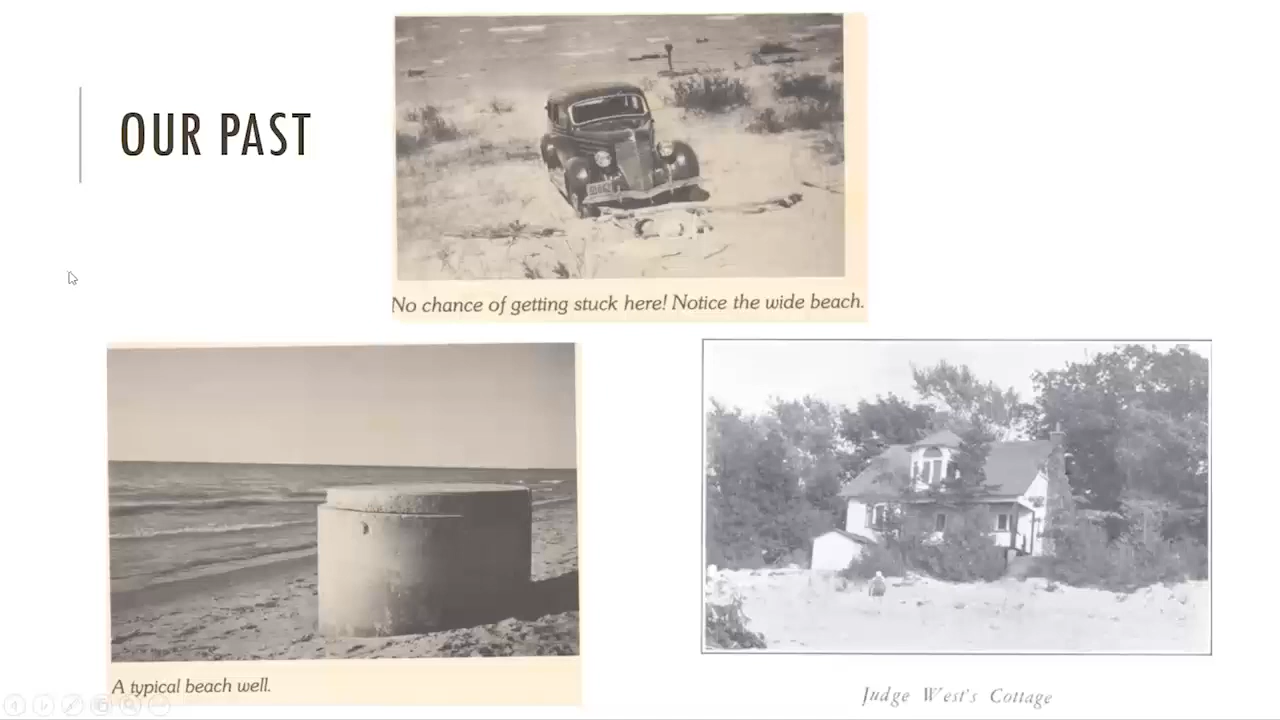 OUR PAST
No chance of getting stuck here! Notice the wide beach.
A typical beach well.
Judge West's Cottage